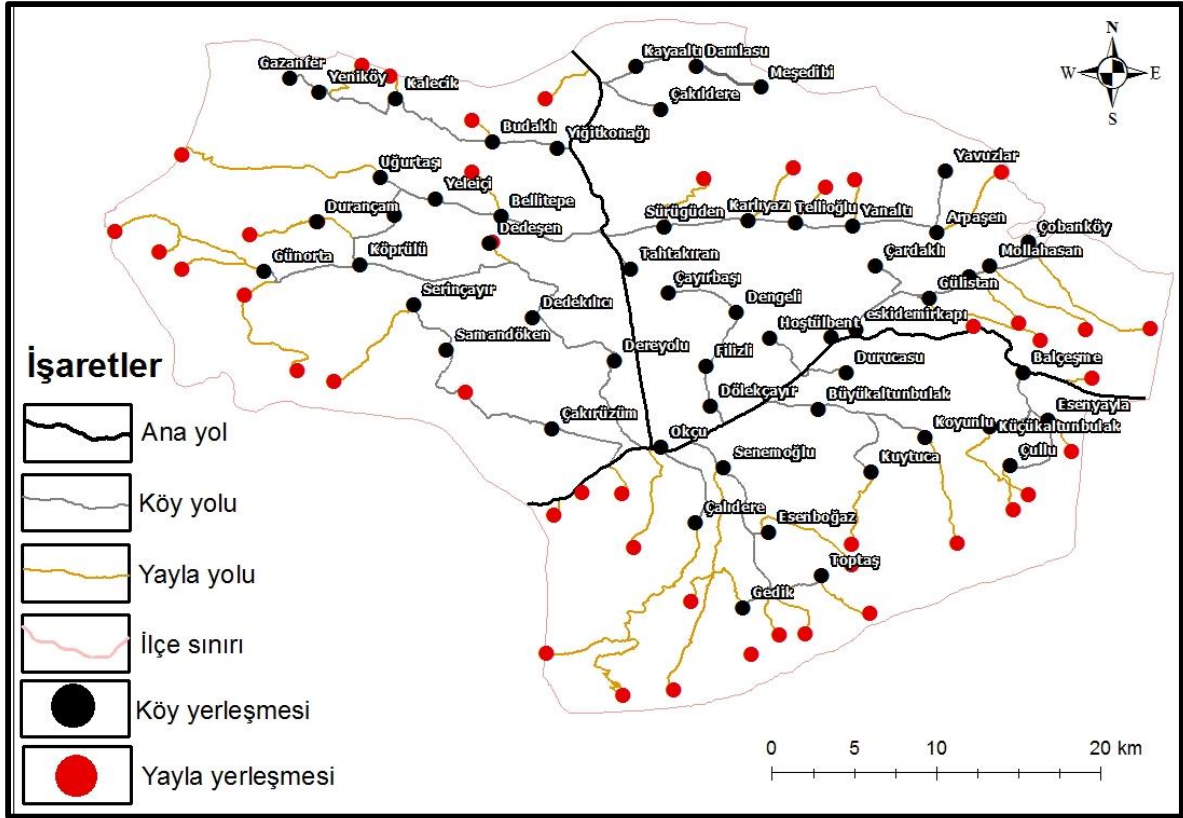 N
W E
S
Kayaaltı Damlasu
Meşedibi
Gazanfer
Yeniköy
Kalecik
Çakıldere
Budaklı
Yiğitkonağı
Uğurtaşı
Yeleiçi
Yavuzlar
Durançam
Bellitepe
Sürügüden
Karlıyazı
Tellioğlu
Yanaltı
Arpaşen
Dedeşen
Çobanköy
Günorta
Köprülü
Tahtakıran
Çardaklı
Mollahasan
Çayırbaşı
Gülistan
Serinçayır
Dedekılıcı
Dengeli
Hoştülbent
eskidemirkapı
Samandöken
Dereyolu
Filizli
Durucasu
Balçeşme
Dölekçayır
Büyükaltunbulak
Esenyayla
Çakırüzüm
Koyunlu
Küçükaltunbulak
Okçu
Senemoğlu
Kuytuca
Çullu
Çalıdere
Esenboğaz
Toptaş
Gedik
İşaretler
Ana yol
Köy yolu
Yayla yolu
İlçe sınırı
Köy yerleşmesi
Yayla yerleşmesi
0 5 10 20 km